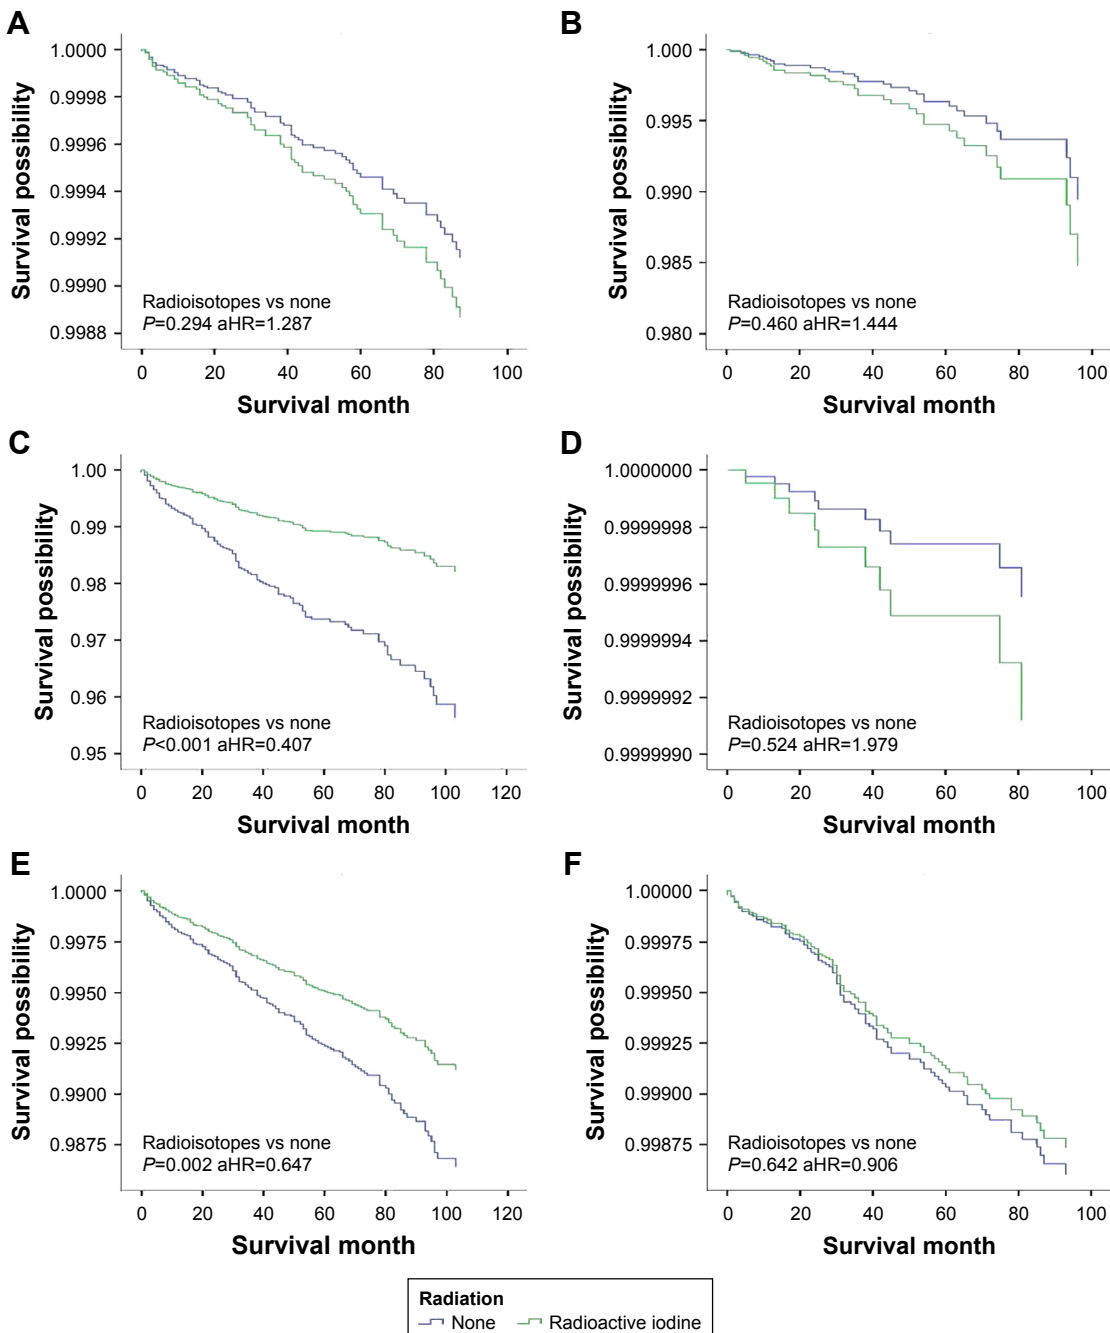 A
Survival possibility
1.0000
0.9998
0.9996
0.9994
0.9992
0.9990
0.9988
Radioisotopes vs none
P=0.294 aHR=1.287
0 20 40 60 80 100
Survival month
B
Survival possibility
1.000
0.995
0.990
0.985
0.980
Radioisotopes vs none
P=0.460 aHR=1.444
0 20 40 60 80 100
Survival month
C
Survival possibility
1.00
0.99
0.98
0.97
0.96
0.95
Radioisotopes vs none
P<0.001 aHR=0.407
0 20 40 60 80 100 120
Survival month
D
Survival possibility
1.0000000
0.9999998
0.9999996
0.9999994
0.9999992
0.9999990
Radioisotopes vs none
P=0.524 aHR=1.979
0 20 40 60 80 100
Survival month
E
Survival possibility
1.0000
0.9975
0.9950
0.9925
0.9900
0.9875
Radioisotopes vs none
P=0.002 aHR=0.647
0 20 40 60 80 100 120
Survival month
F
Survival possibility
1.00000
0.99975
0.99950
0.99925
0.99900
0.99875
Radioisotopes vs none
P=0.642 aHR=0.906
0 20 40 60 80 100
Survival month
Radiation
None Radioactive iodine